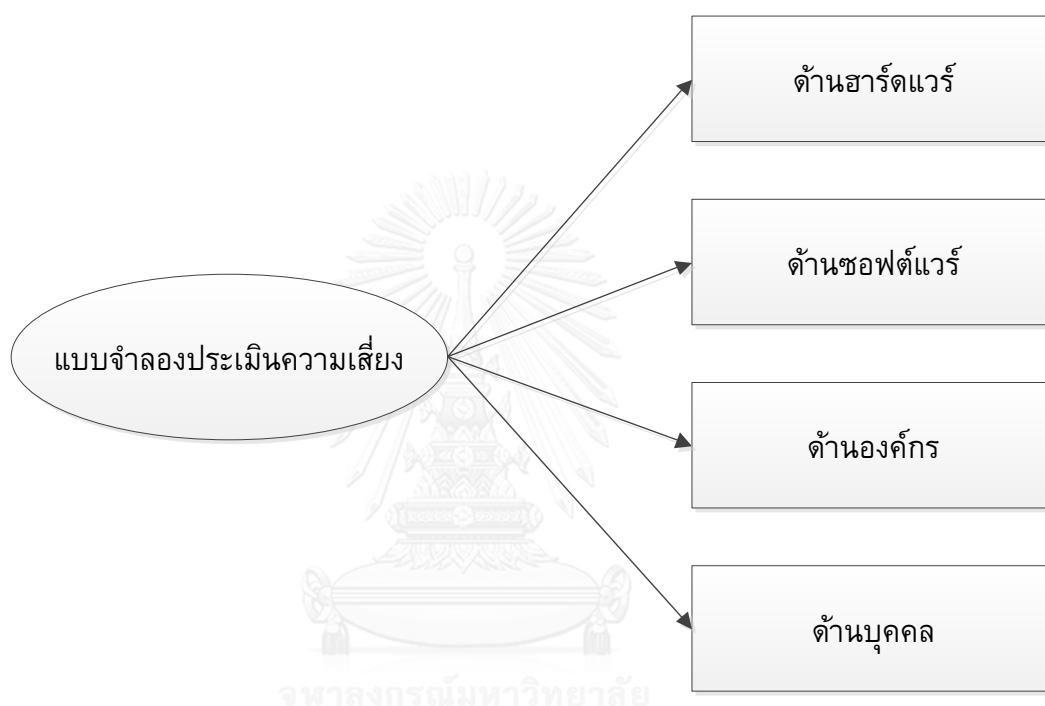 ด้านฮาร์ดแวร์
ด้านซอฟต์แวร์
แบบจำลองประเมินความเสี่ยง
ด้านองค์กร
ด้านบุคคล
จุฬาลงกรณ์มหาวิทยาลัย